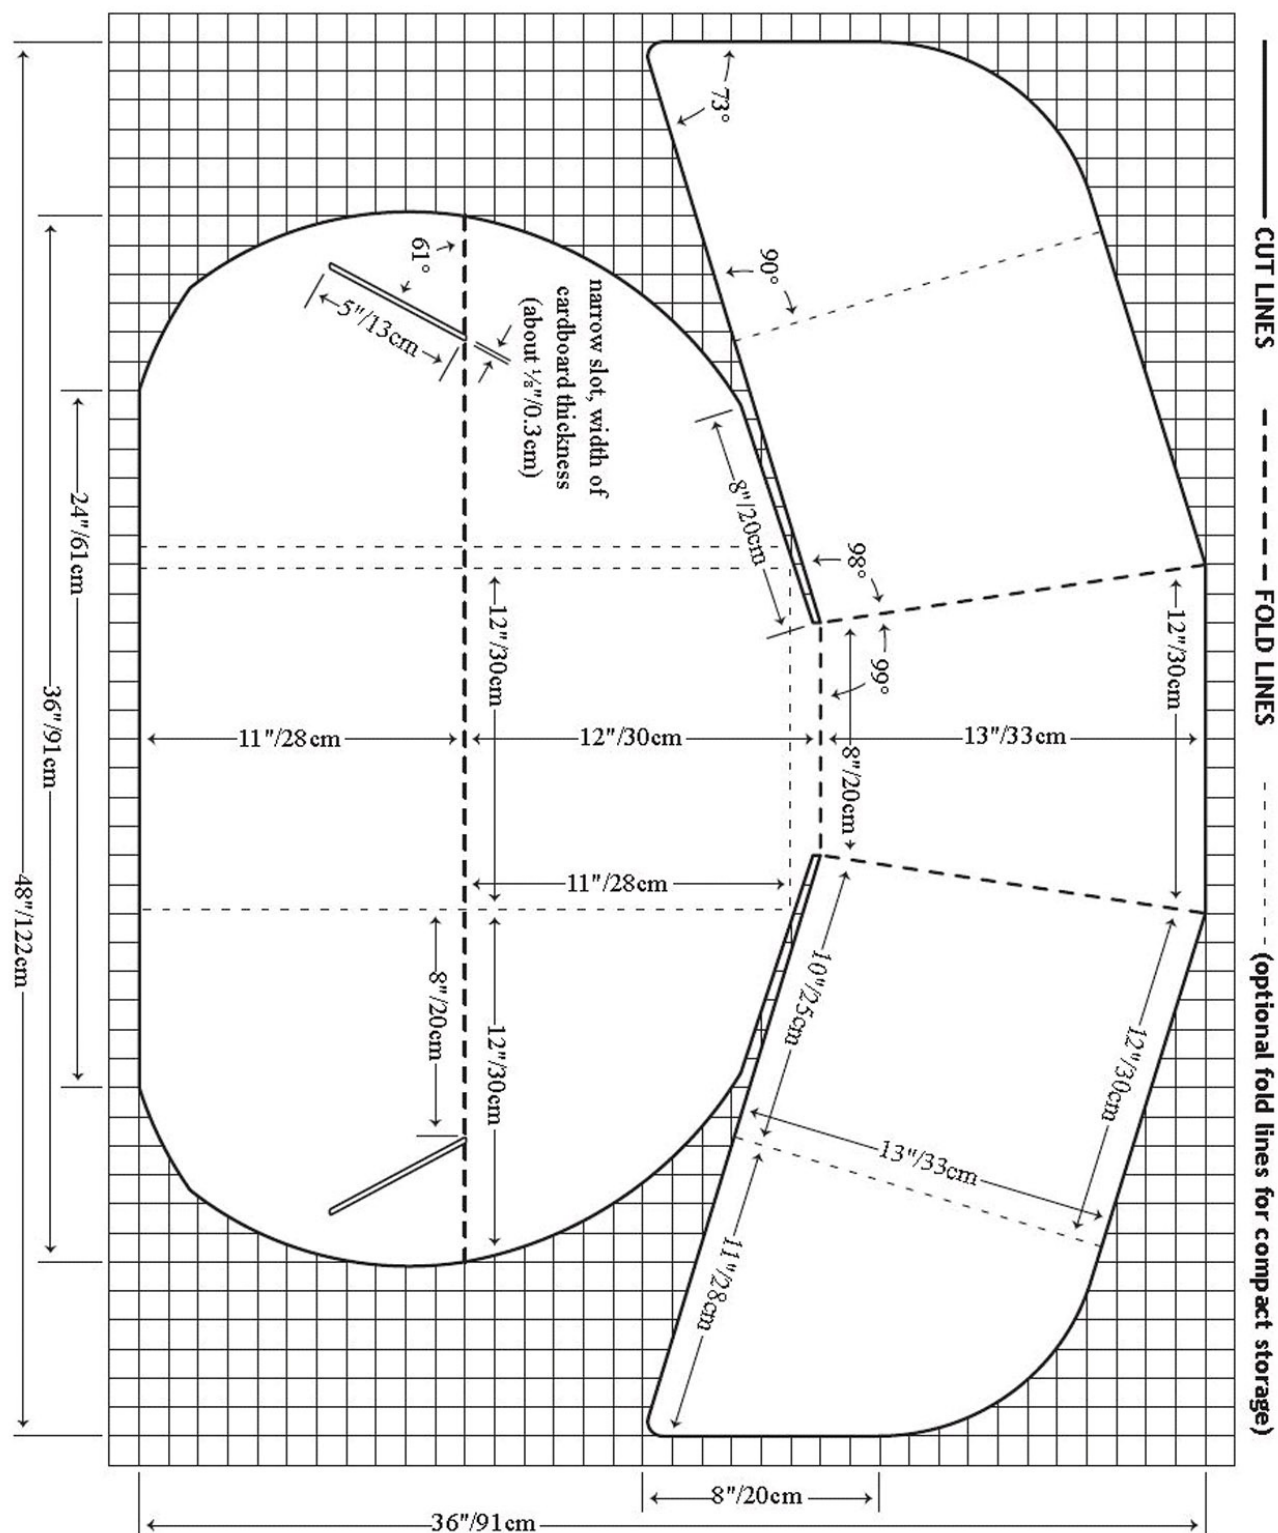 CUT LINES
FOLD LINES
(optional fold lines for compact storage)
73°
90°
61°
5"/13cm
narrow slot, width of
cardboard thickness
(about ⅛"/0.3cm)
8"/20cm
98°
99°
12"/30cm
12"/30cm
24"/61cm
36"/91cm
48"/122cm
11"/28cm
12"/30cm
13"/33cm
8"/20cm
11"/28cm
8"/20cm
12"/30cm
10"/25cm
12"/30cm
13"/33cm
11"/28cm
8"/20cm
36"/91cm